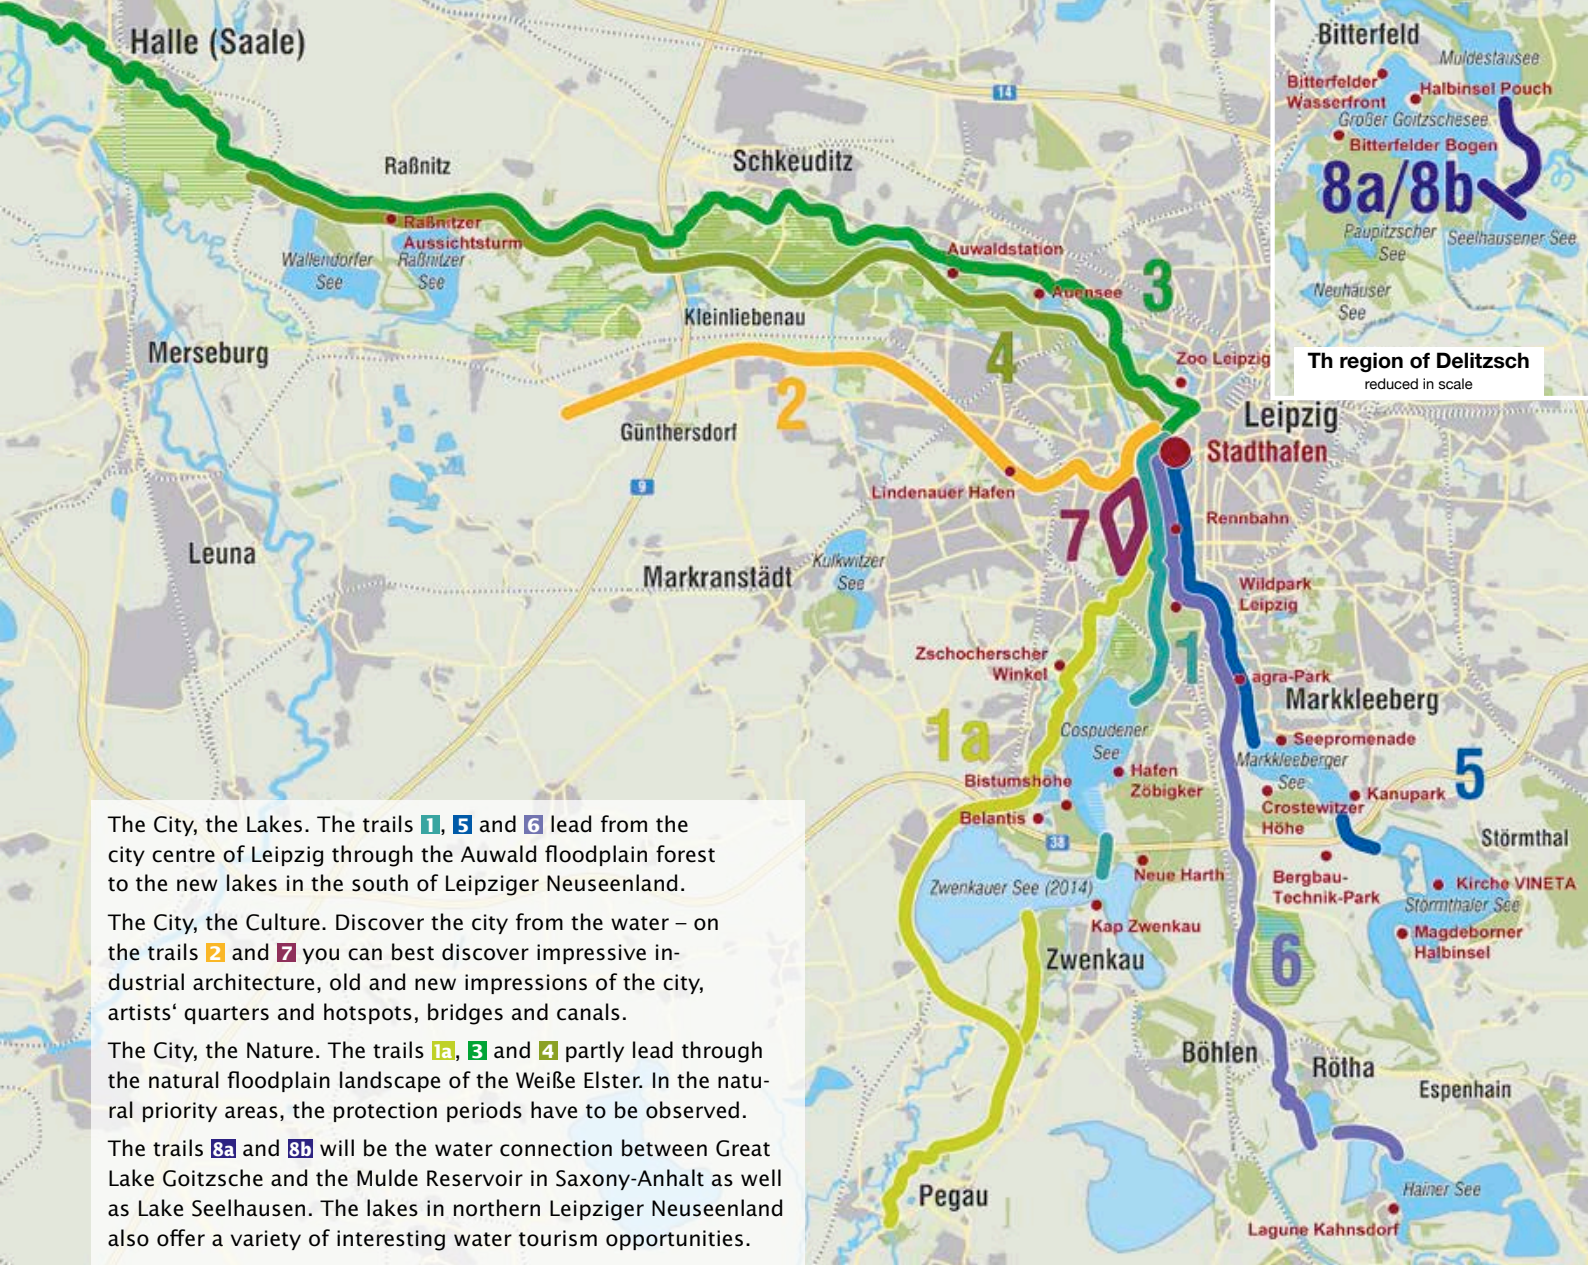 Halle (Saale)
14
Raßnitz
Schkeuditz
Raßnitzer
Aussichtsturm
Wallendorfer
See
Raßnitzer
See
Auwaldstation
Auensee
3
Kleinliebenau
4
Merseburg
Zoo Leipzig
2
Günthersdorf
Leipzig
Stadthafen
9
Lindenauer Hafen
7
Rennbahn
Leuna
Kulkwitzer
See
Markranstädt
Wildpark
Leipzig
Zschocherscher
Winkel
1
agra-Park
Markkleeberg
1a
Cospudener
See
Seepromenade
Markkleeberger
See
5
Bistumshöhe
Hafen
Zöbigker
Kanupark
Crostewitzer
Höhe
Belantis
38
Störmthal
Neue Harth
Bergbau-
Technik-Park
Kirche VINETA
Störmthaler See
Zwenkauer See (2014)
Kap Zwenkau
Magdeborner
Halbinsel
Zwenkau
6
Böhlen
Rötha
Espenhain
Pegau
Hainer See
Lagune Kahnsdorf
Bitterfeld
Muldestausee
Bitterfelder
Wasserfront
Halbinsel Pouch
Großer Goitzschesee
Bitterfelder Bogen
8a/8b
Paupitzscher
See
Seelhausener See
Neuhauser
See
Th region of Delitzsch
reduced in scale
The City, the Lakes. The trails 1, 5 and 6 lead from the
city centre of Leipzig through the Auwald floodplain forest
to the new lakes in the south of Leipziger Neuseenland.
The City, the Culture. Discover the city from the water – on
the trails 2 and 7 you can best discover impressive in-
dustrial architecture, old and new impressions of the city,
artists‘ quarters and hotspots, bridges and canals.
The City, the Nature. The trails 1a, 3 and 4 partly lead through
the natural floodplain landscape of the Weiße Elster. In the natu-
ral priority areas, the protection periods have to be observed.
The trails 8a and 8b will be the water connection between Great
Lake Goitzsche and the Mulde Reservoir in Saxony-Anhalt as well
as Lake Seelhausen. The lakes in northern Leipziger Neuseenland
also offer a variety of interesting water tourism opportunities.